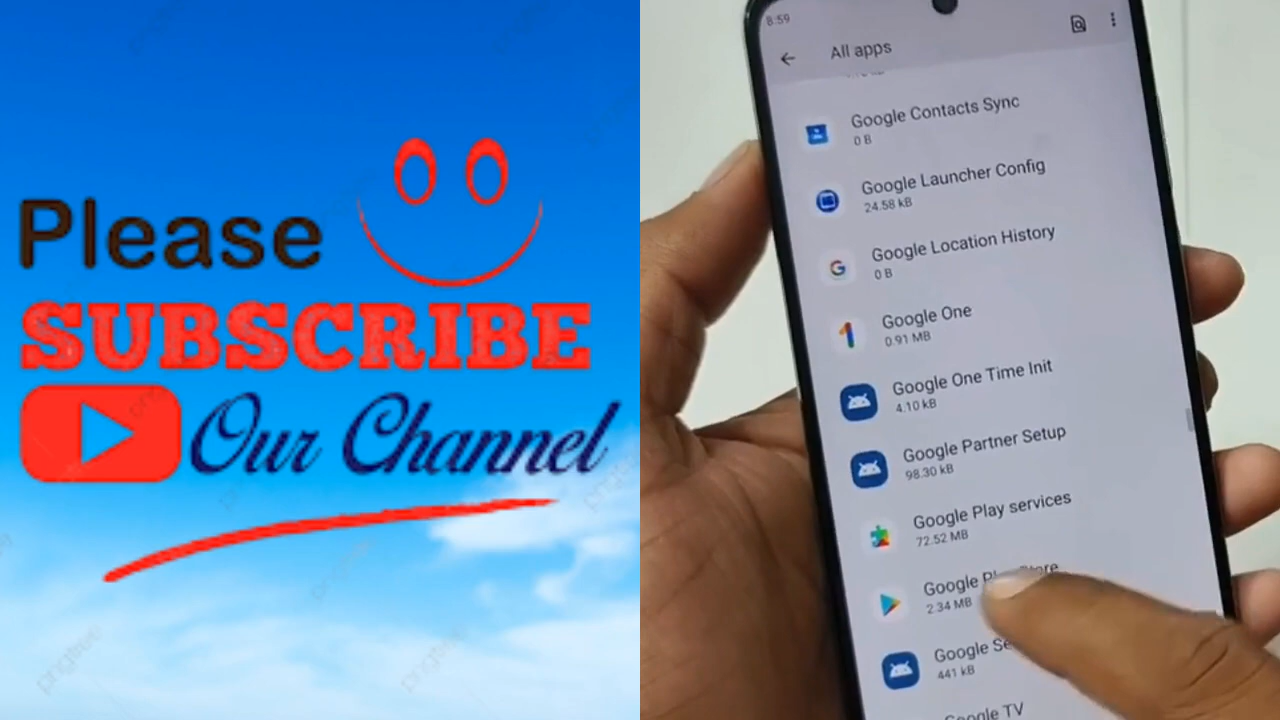 Please
SUBSCRIBE
Our Channel
8:59
All apps
Google Contacts Sync
0 B
Google Launcher Config
24.58 kB
Google Location History
0 B
Google One
0.91 MB
Google One Time Init
4.10 kB
Google Partner Setup
98.30 kB
Google Play services
72.52 MB
Google
2.34 MB
Google
441 kB
Google TV